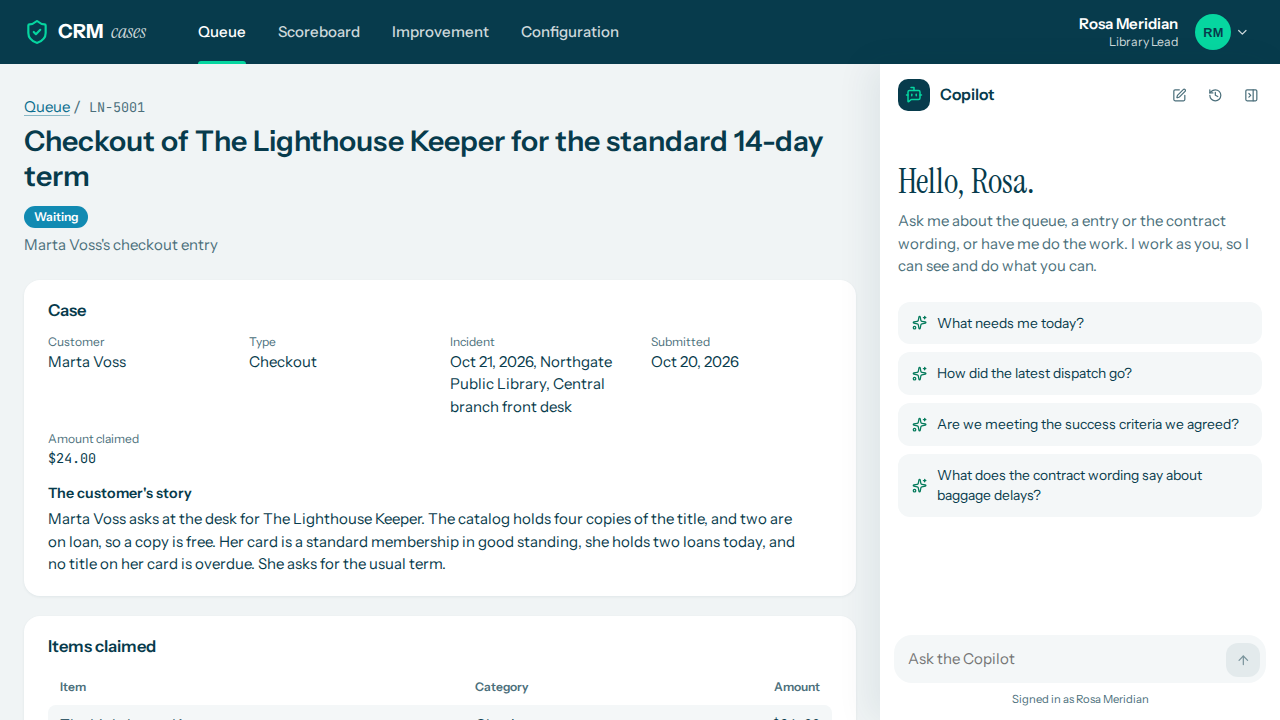 CRM cases
Queue
Scoreboard
Improvement
Configuration
Rosa Meridian
Library Lead
RM
Queue / LN-5001
Checkout of The Lighthouse Keeper for the standard 14-day
term
Waiting
Marta Voss's checkout entry
Case
Customer
Type
Incident
Submitted
Marta Voss
Checkout
Oct 21, 2026, Northgate
Public Library, Central
branch front desk
Oct 20, 2026
Amount claimed
$24.00
The customer's story
Marta Voss asks at the desk for The Lighthouse Keeper. The catalog holds four copies of the title, and two are
on loan, so a copy is free. Her card is a standard membership in good standing, she holds two loans today, and
no title on her card is overdue. She asks for the usual term.
Items claimed
Item
Category
Amount
Copilot
Hello, Rosa.
Ask me about the queue, a entry or the contract
wording, or have me do the work. I work as you, so I
can see and do what you can.
What needs me today?
How did the latest dispatch go?
Are we meeting the success criteria we agreed?
What does the contract wording say about
baggage delays?
Ask the Copilot
Signed in as Rosa Meridian